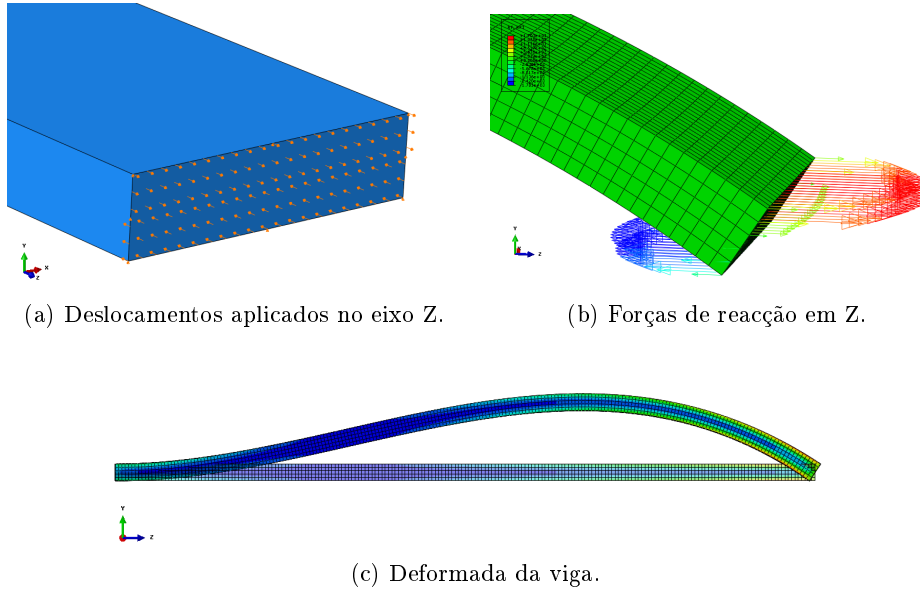 Y
X
Z
Y
Z
(a) Deslocamentos aplicados no eixo Z.
(b) Forças de reacção em Z.
Y
Z
(c) Deformada da viga.